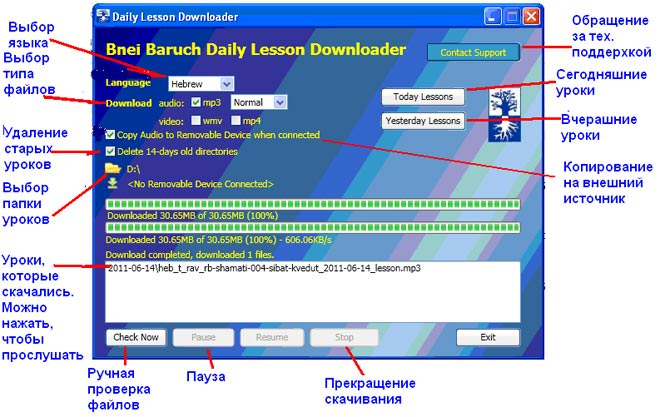 Daily Lesson Downloader
Bnei Baruch Daily Lesson Downloader
Contact Support
Language
Hebrew
Download
audio:
mp3
Normal
video:
wmv
mp4
Today Lessons
Yesterday Lessons
Copy Audio to Removable Device when connected
Delete 14-days old directories
D:\
<No Removable Device Connected>
Downloaded 30.65MB of 30.65MB (100%)
Downloaded 30.65MB of 30.65MB (100%) - 606.06KB/s
Download completed, downloaded 1 files.
2011-06-14\heb_t_rav_rb-shamati-004-sibat-kvedut_2011-06-14_lesson.mp3
Check Now
Pause
Resume
Stop
Exit
Выбор
языка
Выбор
типа
файлов
Удаление
старых
уроков
Выбор
папки
уроков
Уроки,
которые
скачались.
Можно
нажать,
чтобы
прослушать
Ручная
проверка
файлов
Пауза
Прекращение
скачивания
Обращение
за тех.
поддержкой
Сегодняшние
уроки
Вчерашние
уроки
Копирование
на внешний
источник